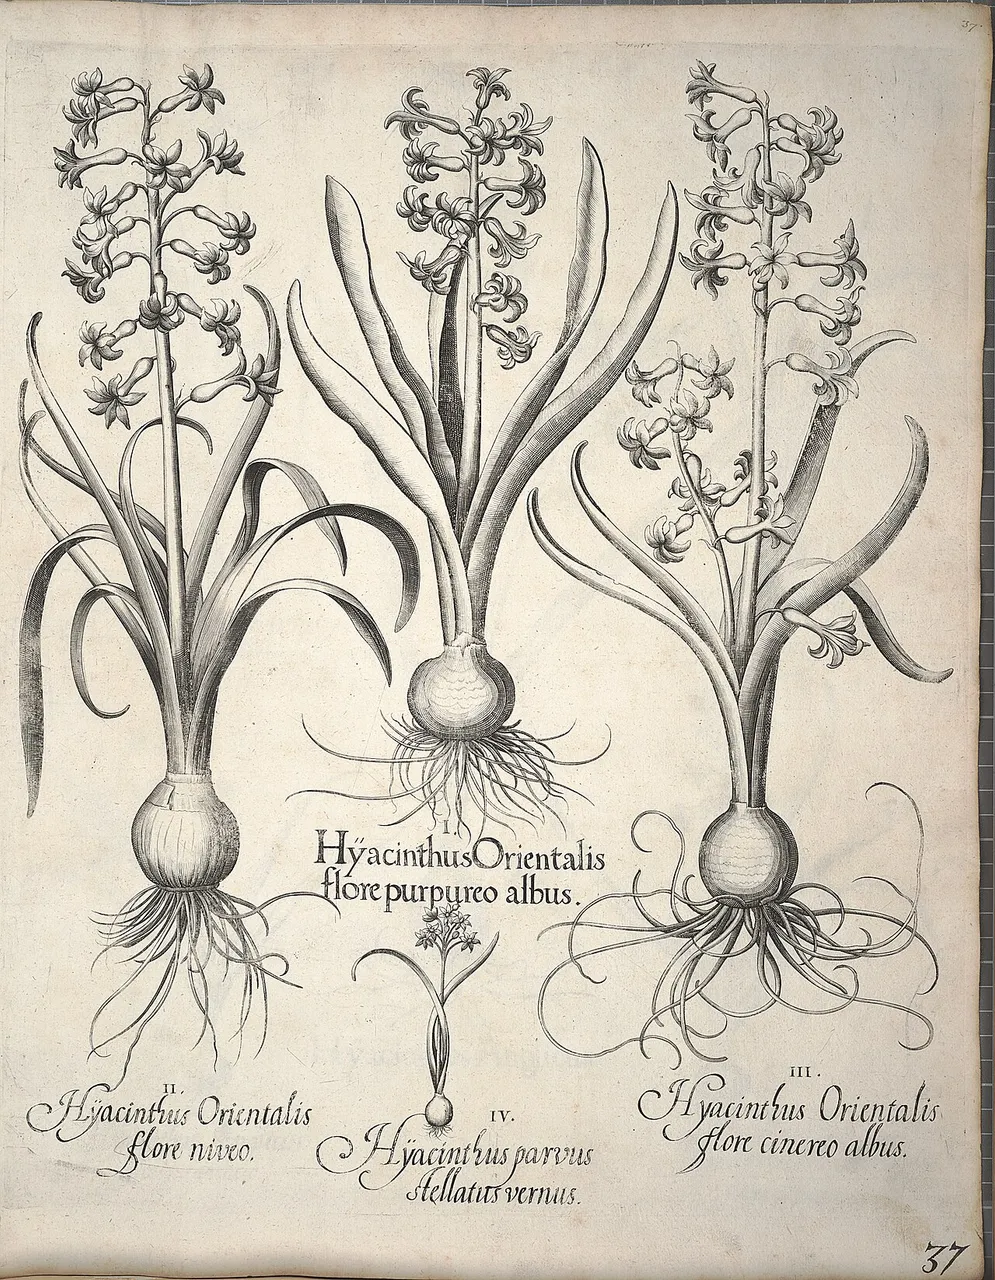 37.
I.
Hÿacinthus Orientalis
flore purpureo albus.
II.
Hÿacinthus Orientalis
flore niveo.
III.
Hyacinthus Orientalis
flore cinereo albus.
IV.
Hÿacinthus parvus
stellatus vernus.
37